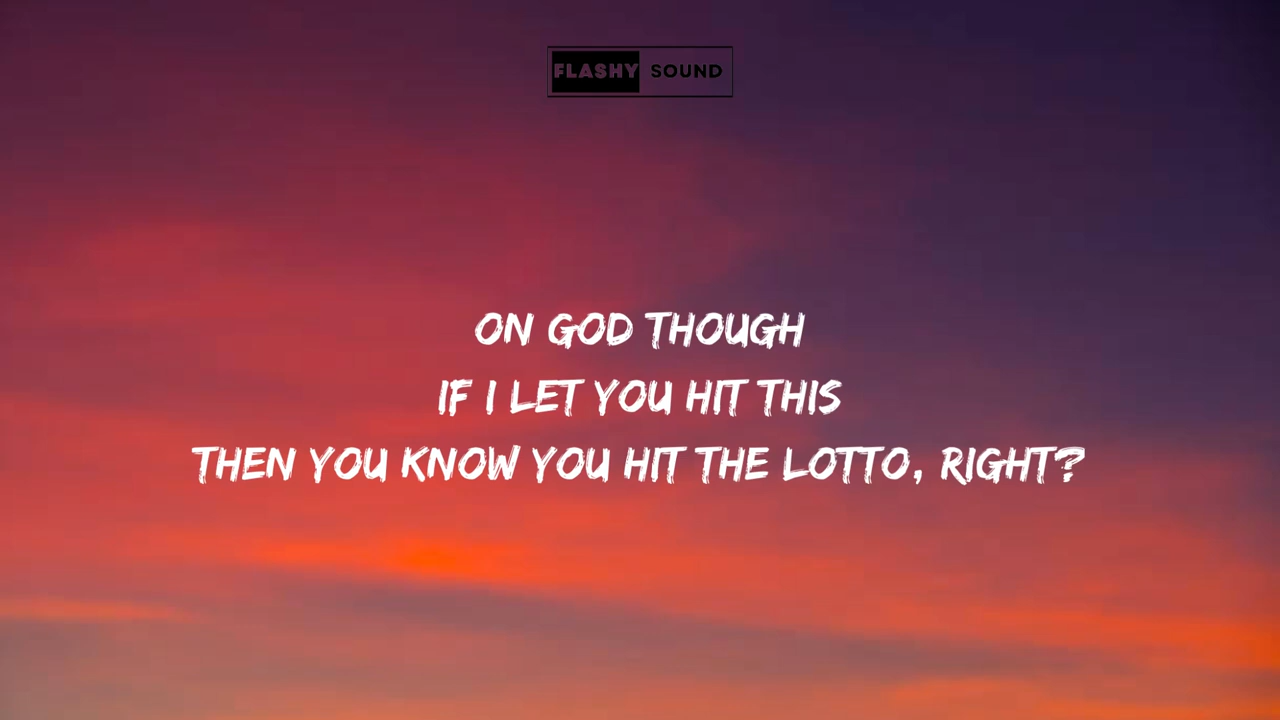 FLASHY SOUND
ON GOD THOUGH
IF I LET YOU HIT THIS
THEN YOU KNOW YOU HIT THE LOTTO, RIGHT?